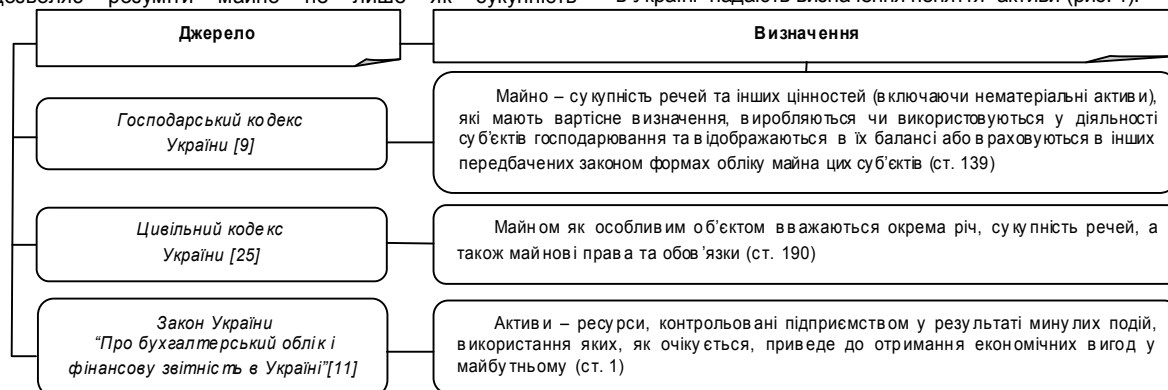 дозволяє розуміти майно не лише як сукупність
в Україні надають визначення поняття
активи (рис. 1).
Джерело
Визначення
Господарський кодекс
України [9]
Майно – сукупність речей та інших цінностей (включаючи нематеріальні активи),
які мають вартісне визначення, виробляються чи використовуються у діяльності
суб’єктів господарювання та відображаються в їх балансі або враховуються в інших
передбачених законом формах обліку майна цих суб’єктів (ст. 139)
Цивільний кодекс
України [25]
Майном як особливим об’єктом вважаються окрема річ, сукупність речей, а
також майнові права та обов’язки (ст. 190)
Закон України
“Про бухгалтерський облік і
фінансову звітність в Україні”[11]
Активи – ресурси, контрольовані підприємством у результаті минулих подій,
використання яких, як очікується, приведе до отримання економічних вигод у
майбутньому (ст. 1)